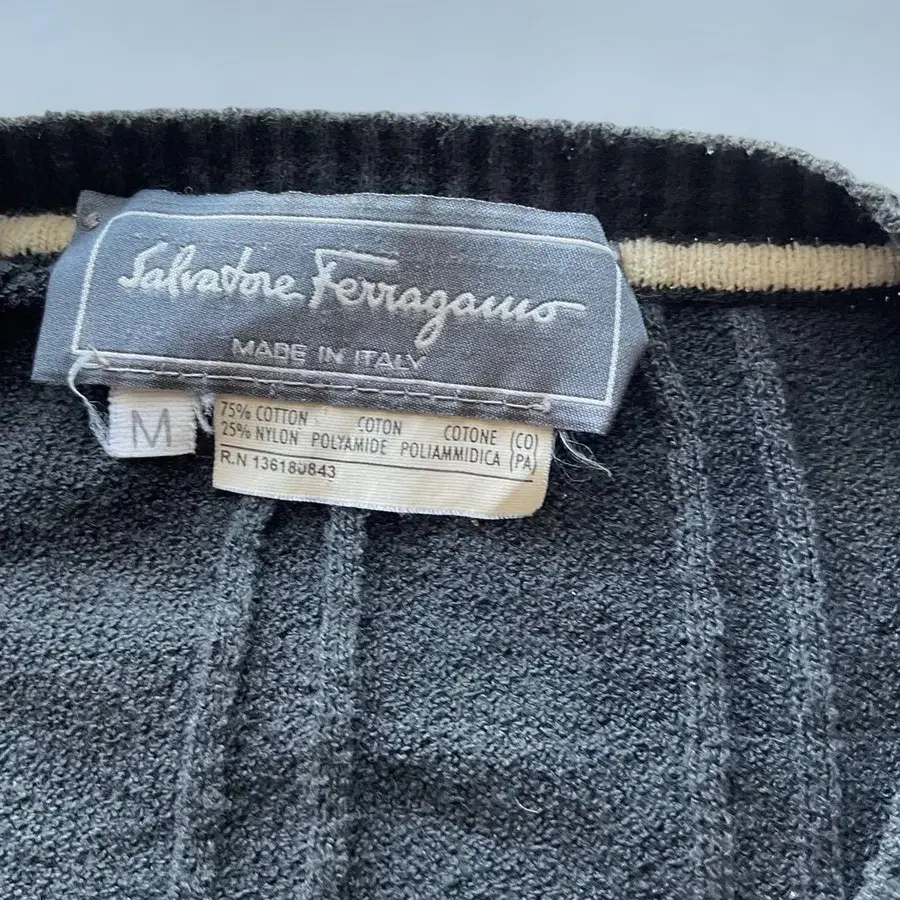 Salvatore Ferragamo
MADE IN ITALY
M
75% COTTON COTON COTONE (CO)
25% NYLON POLYAMIDE POLIAMMIDICA (PA)
R.N 136180843